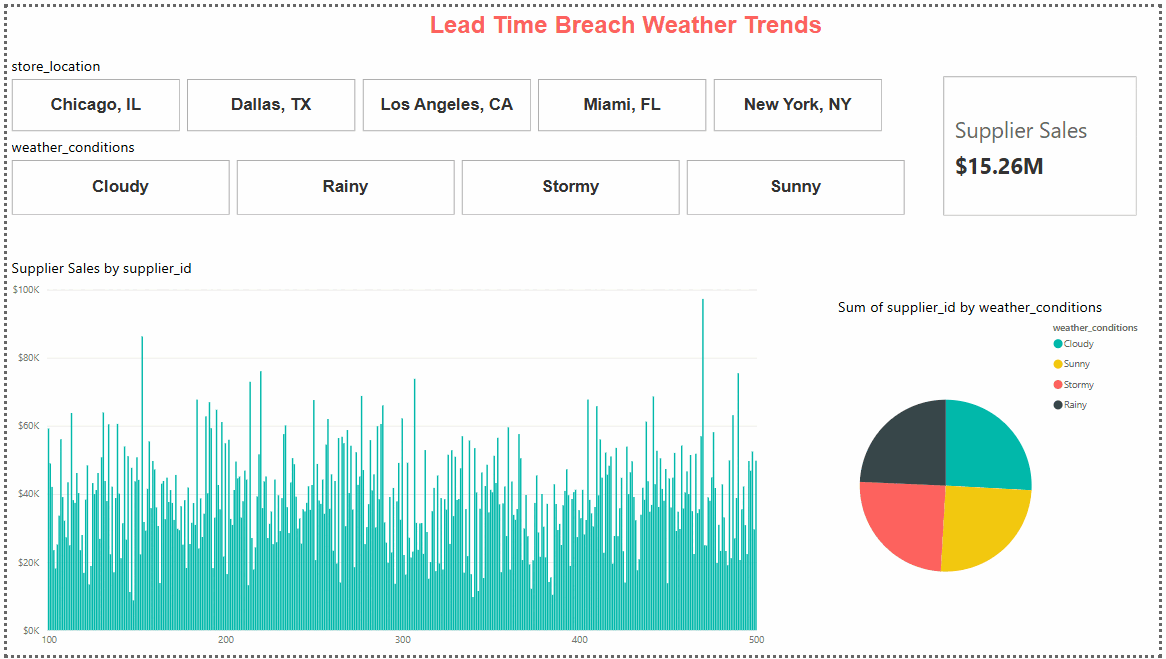 Lead Time Breach Weather Trends
store_location
Chicago, IL Dallas, TX Los Angeles, CA Miami, FL New York, NY
weather_conditions
Cloudy Rainy Stormy Sunny
Supplier Sales
$15.26M
Supplier Sales by supplier_id
$100K
$80K
$60K
$40K
$20K
$0K
100 200 300 400 500
Sum of supplier_id by weather_conditions
weather_conditions
Cloudy
Sunny
Stormy
Rainy